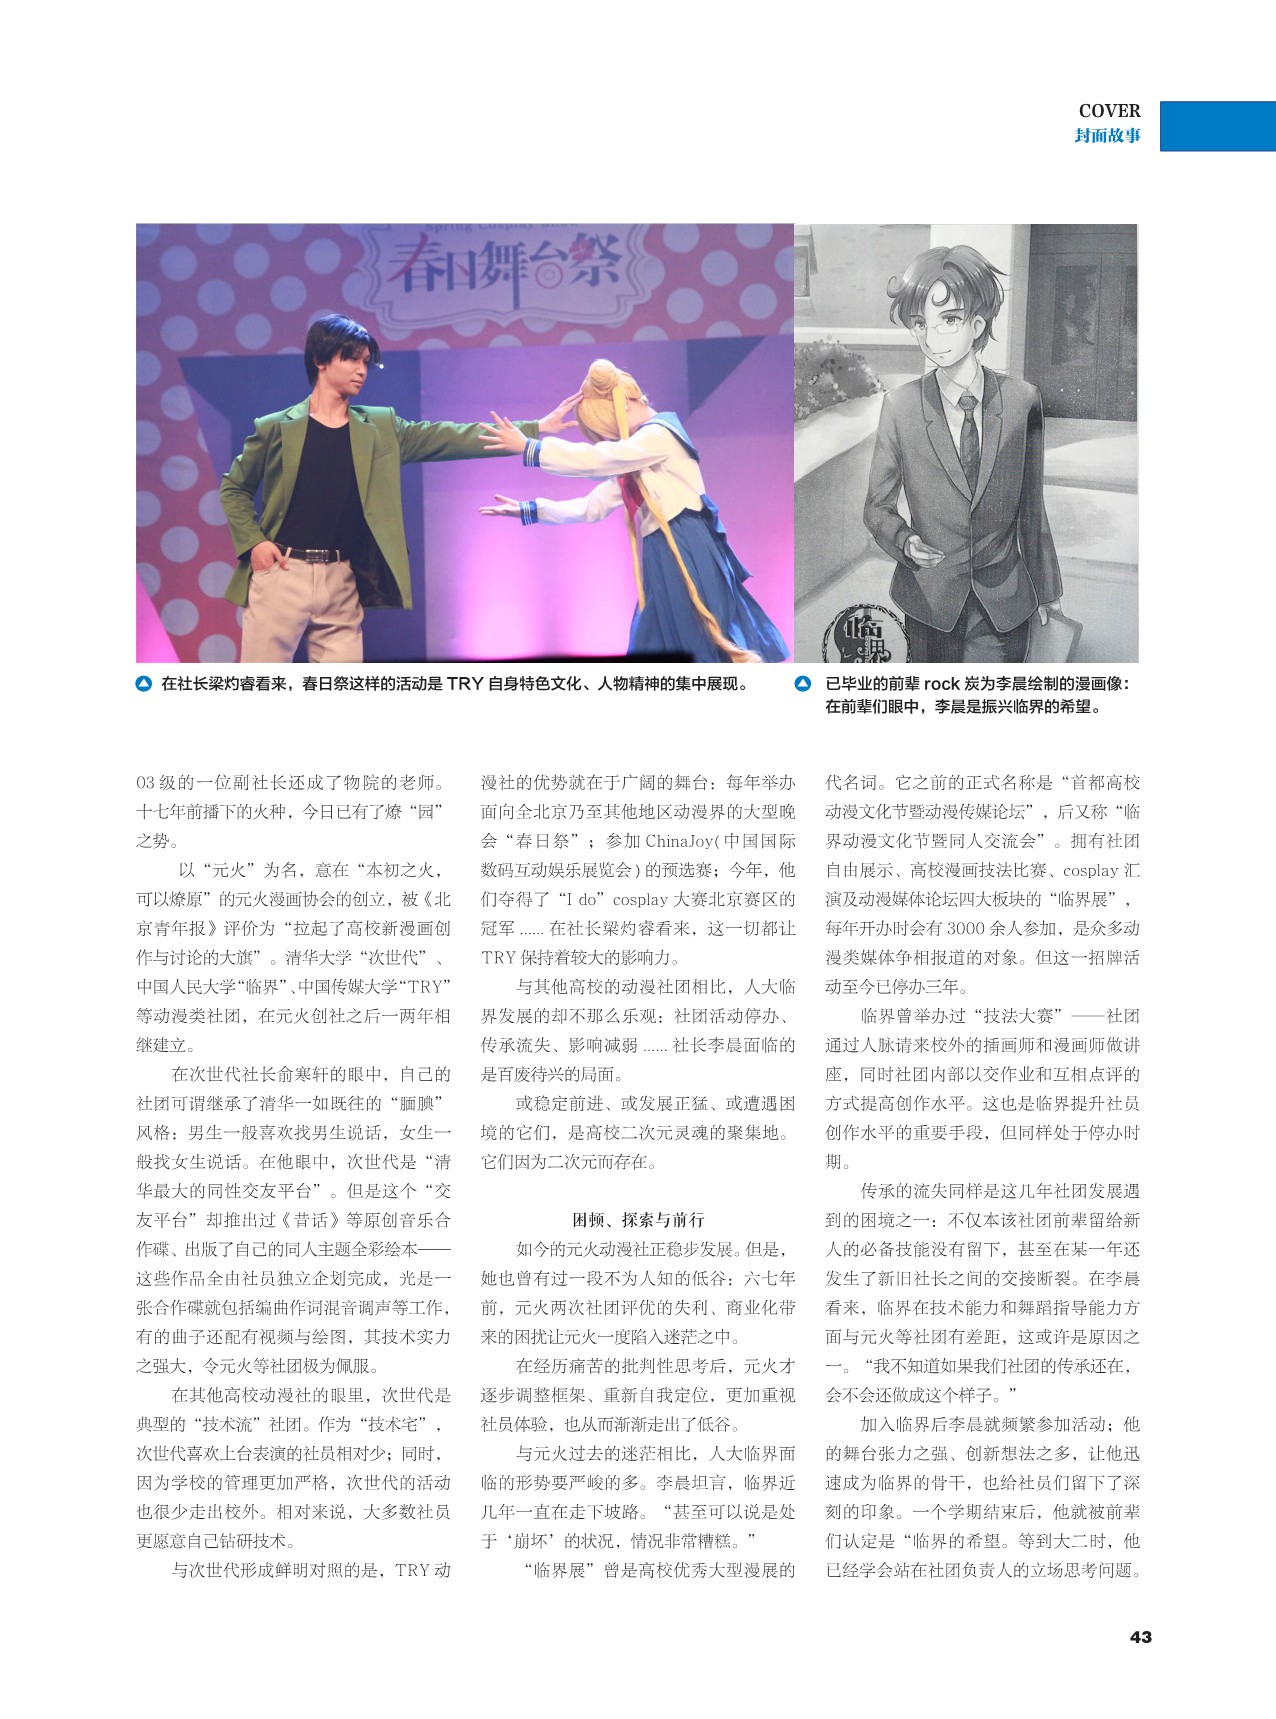 COVER
封面故事
Spring Cosplay Show
春日舞台祭
临界
在社长梁灼睿看来，春日祭这样的活动是 TRY 自身特色文化、人物精神的集中展现。
已毕业的前辈 rock 炭为李晨绘制的漫画像：
在前辈们眼中，李晨是振兴临界的希望。
03 级的一位副社长还成了物院的老师。
十七年前播下的火种，今日已有了燎“园”
之势。
以“元火”为名，意在“本初之火，
可以燎原”的元火漫画协会的创立，被《北
京青年报》评价为“拉起了高校新漫画创
作与讨论的大旗”。清华大学“次世代”、
中国人民大学“临界”、中国传媒大学“TRY”
等动漫类社团，在元火创社之后一两年相
继建立。
在次世代社长俞寒轩的眼中，自己的
社团可谓继承了清华一如既往的“腼腆”
风格：男生一般喜欢找男生说话，女生一
般找女生说话。在他眼中，次世代是“清
华最大的同性交友平台”。但是这个“交
友平台”却推出过《昔话》等原创音乐合
作碟、出版了自己的同人主题全彩绘本——
这些作品全由社员独立企划完成，光是一
张合作碟就包括编曲作词混音调声等工作，
有的曲子还配有视频与绘图，其技术实力
之强大，令元火等社团极为佩服。
在其他高校动漫社的眼里，次世代是
典型的“技术流”社团。作为“技术宅”，
次世代喜欢上台表演的社员相对少；同时，
因为学校的管理更加严格，次世代的活动
也很少走出校外。相对来说，大多数社员
更愿意自己钻研技术。
与次世代形成鲜明对照的是，TRY 动
漫社的优势就在于广阔的舞台：每年举办
面向全北京乃至其他地区动漫界的大型晚
会“春日祭”；参加 ChinaJoy(中国国际
数码互动娱乐展览会)的预选赛；今年，他
们夺得了“I do”cosplay 大赛北京赛区的
冠军 ...... 在社长梁灼睿看来，这一切都让
TRY 保持着较大的影响力。
与其他高校的动漫社团相比，人大临
界发展的却不那么乐观：社团活动停办、
传承流失、影响减弱 ...... 社长李晨面临的
是百废待兴的局面。
或稳定前进、或发展正猛、或遭遇困
境的它们，是高校二次元灵魂的聚集地。
它们因为二次元而存在。
困顿、探索与前行
如今的元火动漫社正稳步发展。但是，
她也曾有过一段不为人知的低谷：六七年
前，元火两次社团评优的失利、商业化带
来的困扰让元火一度陷入迷茫之中。
在经历痛苦的批判性思考后，元火才
逐步调整框架、重新自我定位，更加重视
社员体验，也从而渐渐走出了低谷。
与元火过去的迷茫相比，人大临界面
临的形势要严峻的多。李晨坦言，临界近
几年一直在走下坡路。“甚至可以说是处
于‘崩坏’的状况，情况非常糟糕。”
“临界展”曾是高校优秀大型漫展的
代名词。它之前的正式名称是“首都高校
动漫文化节暨动漫传媒论坛”，后又称“临
界动漫文化节暨同人交流会”。拥有社团
自由展示、高校漫画技法比赛、cosplay 汇
演及动漫媒体论坛四大板块的“临界展”，
每年开办时会有 3000 余人参加，是众多动
漫类媒体争相报道的对象。但这一招牌活
动至今已停办三年。
临界曾举办过“技法大赛”——社团
通过人脉请来校外的插画师和漫画师做讲
座，同时社团内部以交作业和互相点评的
方式提高创作水平。这也是临界提升社员
创作水平的重要手段，但同样处于停办时
期。
传承的流失同样是这几年社团发展遇
到的困境之一：不仅本该社团前辈留给新
人的必备技能没有留下，甚至在某一年还
发生了新旧社长之间的交接断裂。在李晨
看来，临界在技术能力和舞蹈指导能力方
面与元火等社团有差距，这或许是原因之
一。“我不知道如果我们社团的传承还在，
会不会还做成这个样子。”
加入临界后李晨就频繁参加活动；他
的舞台张力之强、创新想法之多，让他迅
速成为临界的骨干，也给社员们留下了深
刻的印象。一个学期结束后，他就被前辈
们认定是“临界的希望。等到大二时，他
已经学会站在社团负责人的立场思考问题。
43